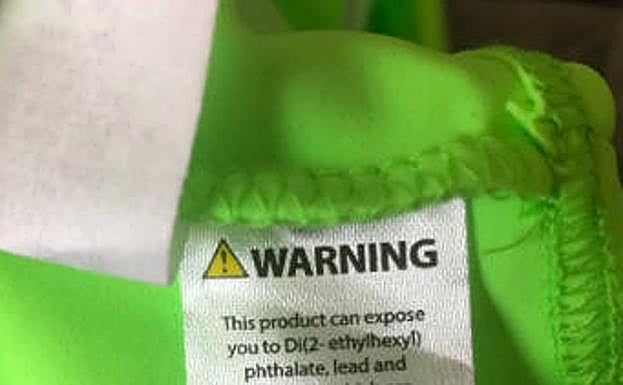 WARNING
This product can expose
you to Di(2- ethylhexyl)
phthalate, lead and